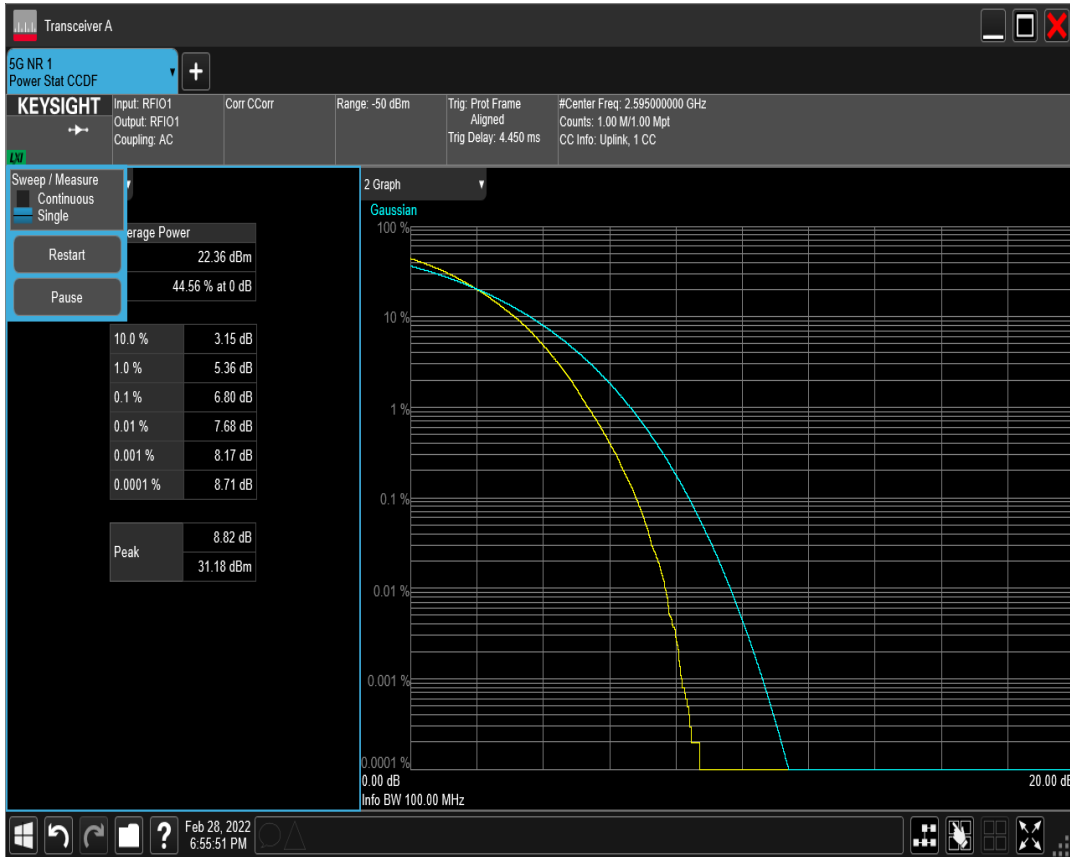 Transceiver A
5G NR 1
Power Stat CCDF
+
KEYSIGHT
LXI
Input: RFIO1
Output: RFIO1
Coupling: AC
Corr CCorr
Range: -50 dBm
Trig: Prot Frame
Aligned
Trig Delay: 4.450 ms
#Center Freq: 2.595000000 GHz
Counts: 1.00 M/1.00 Mpt
CC Info: Uplink, 1 CC
Sweep / Measure
Continuous
Single
Restart
Pause
erage Power
22.36 dBm
44.56 % at 0 dB
10.0 % 3.15 dB
1.0 % 5.36 dB
0.1 % 6.80 dB
0.01 % 7.68 dB
0.001 % 8.17 dB
0.0001 % 8.71 dB
Peak
8.82 dB
31.18 dBm
2 Graph
Gaussian
100 %
10 %
1 %
0.1 %
0.01 %
0.001 %
0.0001 %
0.00 dB
20.00 dB
Info BW 100.00 MHz
?
Feb 28, 2022
6:55:51 PM